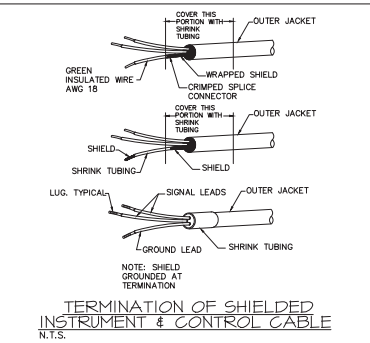 COVER THIS
PORTION WITH
SHRINK
TUBING
OUTER JACKET
GREEN
INSULATED WIRE
AWG 18
WRAPPED SHIELD
CRIMPED SPLICE
CONNECTOR
COVER THIS
PORTION WITH
SHRINK
TUBING
OUTER JACKET
SHIELD
SHRINK TUBING
SHIELD
LUG. TYPICAL
SIGNAL LEADS
OUTER JACKET
GROUND LEAD
SHRINK TUBING
NOTE: SHIELD
GROUNDED AT
TERMINATION
TERMINATION OF SHIELDED
INSTRUMENT & CONTROL CABLE
N.T.S.